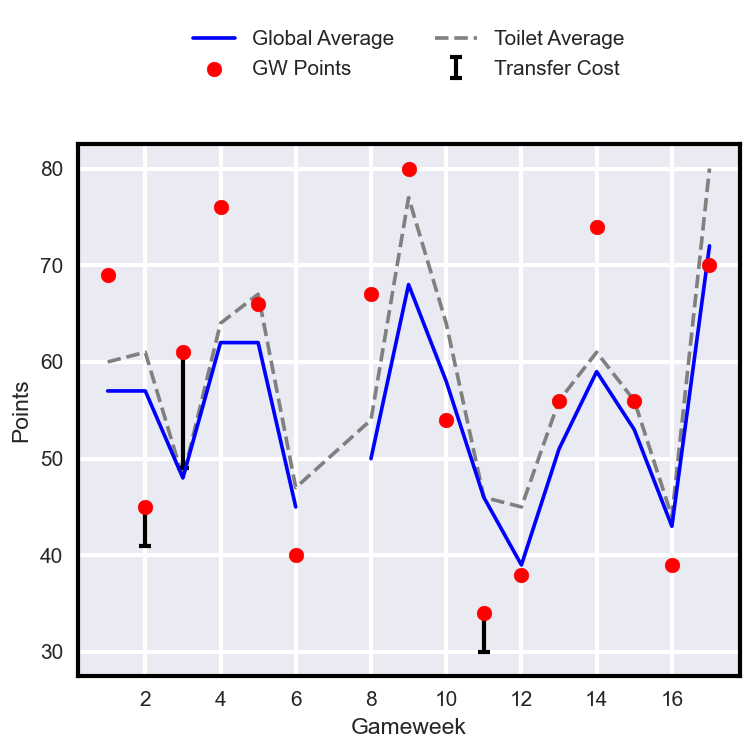 Global Average
Toilet Average
GW Points
Transfer Cost
80
70
60
50
40
30
Points
2 4 6 8 10 12 14 16
Gameweek